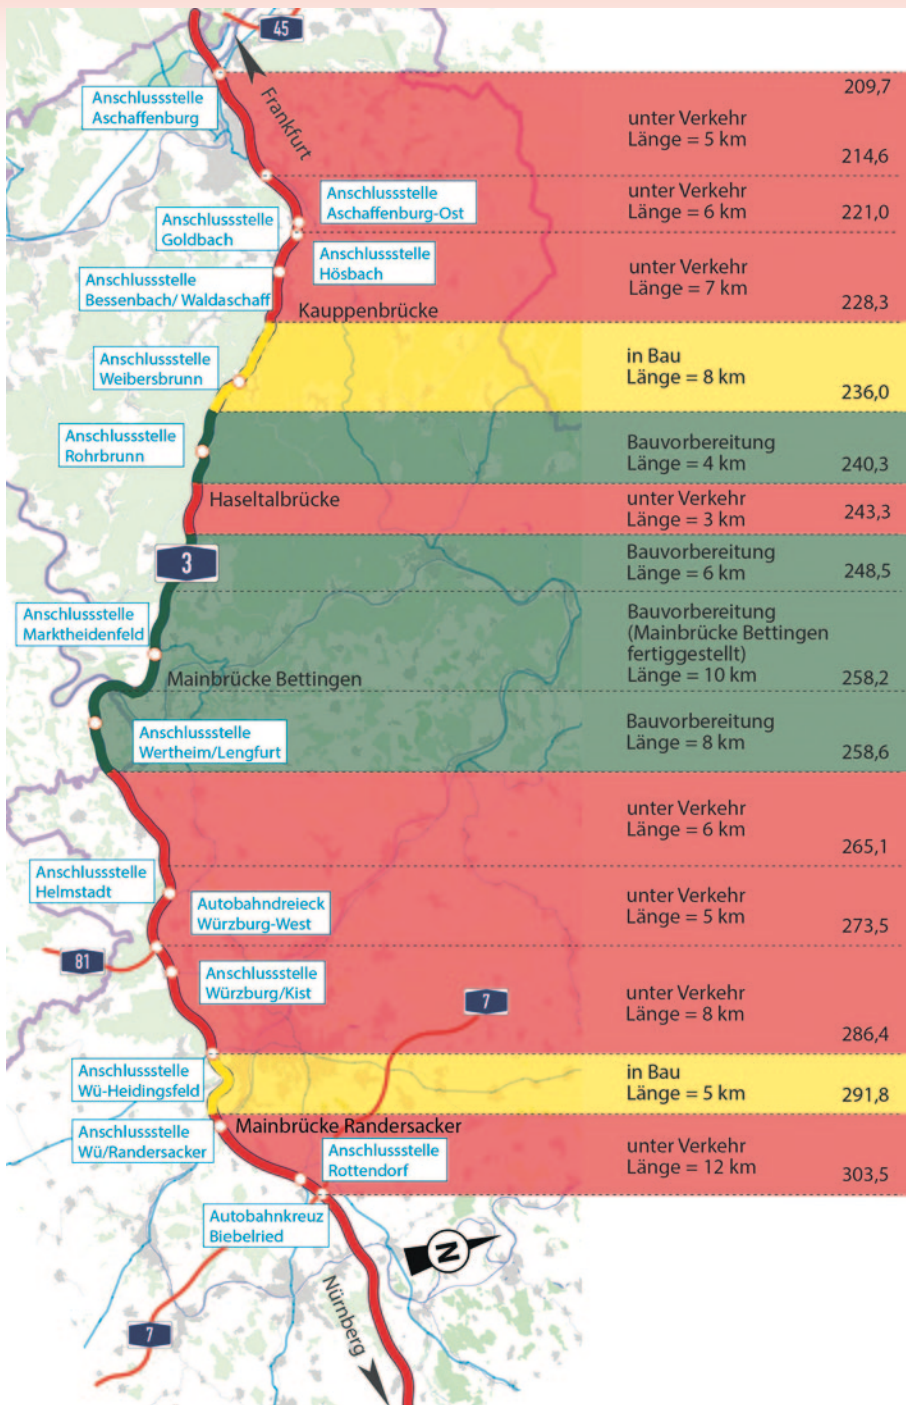 45
209,7
Anschlussstelle
Aschaffenburg
Frankfurt
unter Verkehr
Länge = 5 km
214,6
Anschlussstelle
Aschaffenburg-Ost
unter Verkehr
Länge = 6 km
221,0
Anschlussstelle
Goldbach
Anschlussstelle
Hösbach
Anschlussstelle
Bessenbach/ Waldaschaff
unter Verkehr
Länge = 7 km
228,3
Kauppenbrücke
Anschlussstelle
Weibersbrunn
in Bau
Länge = 8 km
236,0
Anschlussstelle
Rohrbrunn
Bauvorbereitung
Länge = 4 km
240,3
Haseltalbrücke
unter Verkehr
Länge = 3 km
243,3
3
Bauvorbereitung
Länge = 6 km
248,5
Anschlussstelle
Marktheidenfeld
Bauvorbereitung
(Mainbrücke Bettingen
fertiggestellt)
Länge = 10 km
258,2
Mainbrücke Bettingen
Anschlussstelle
Wertheim/Lengfurt
Bauvorbereitung
Länge = 8 km
258,6
unter Verkehr
Länge = 6 km
265,1
Anschlussstelle
Helmstadt
Autobahndreieck
Würzburg-West
unter Verkehr
Länge = 5 km
273,5
81
Anschlussstelle
Würzburg/Kist
7
unter Verkehr
Länge = 8 km
286,4
Anschlussstelle
Wü-Heidingsfeld
in Bau
Länge = 5 km
291,8
Mainbrücke Randersacker
Anschlussstelle
Wü/Randersacker
Anschlussstelle
Rottendorf
unter Verkehr
Länge = 12 km
303,5
Autobahnkreuz
Biebelried
N
Nürnberg
7